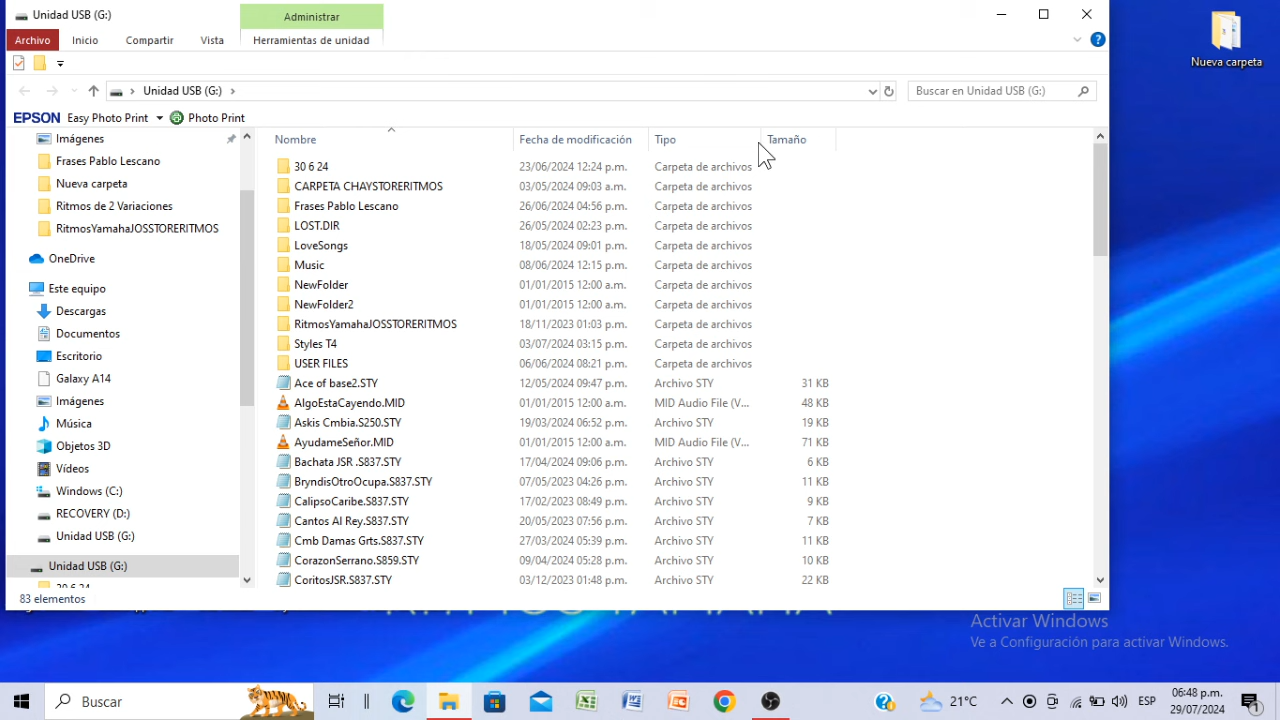 Unidad USB (G:)
Administrar
Archivo Inicio Compartir Vista Herramientas de unidad
Unidad USB (G:)
Buscar en Unidad USB (G:)
EPSON Easy Photo Print Photo Print
Imágenes
Frases Pablo Lescano
Nueva carpeta
Ritmos de 2 Variaciones
RitmosYamahaJOSSTORERITMOS
OneDrive
Este equipo
Descargas
Documentos
Escritorio
Galaxy A14
Imágenes
Música
Objetos 3D
Vídeos
Windows (C:)
RECOVERY (D:)
Unidad USB (G:)
Unidad USB (G:)
30 6 24
Nombre Fecha de modificación Tipo Tamaño
30 6 24 23/06/2024 12:24 p.m. Carpeta de archivos
CARPETA CHAYSTORERITMOS 03/05/2024 09:03 a.m. Carpeta de archivos
Frases Pablo Lescano 26/06/2024 04:56 p.m. Carpeta de archivos
LOST.DIR 26/05/2024 02:23 p.m. Carpeta de archivos
LoveSongs 18/05/2024 09:01 p.m. Carpeta de archivos
Music 08/06/2024 12:15 p.m. Carpeta de archivos
NewFolder 01/01/2015 12:00 a.m. Carpeta de archivos
NewFolder2 01/01/2015 12:00 a.m. Carpeta de archivos
RitmosYamahaJOSSTORERITMOS 18/11/2023 01:03 p.m. Carpeta de archivos
Styles T4 03/07/2024 03:15 p.m. Carpeta de archivos
USER FILES 06/06/2024 08:21 p.m. Carpeta de archivos
Ace of base2.STY 12/05/2024 09:47 p.m. Archivo STY 31 KB
AlgoEstaCayendo.MID 01/01/2015 12:00 a.m. MID Audio File (V... 48 KB
Askis Cmbia.S250.STY 19/03/2024 06:52 p.m. Archivo STY 19 KB
AyudameSeñor.MID 01/01/2015 12:00 a.m. MID Audio File (V... 71 KB
Bachata JSR .S837.STY 17/04/2024 09:06 p.m. Archivo STY 6 KB
BryndisOtroOcupa.S837.STY 07/05/2023 04:26 p.m. Archivo STY 11 KB
CalipsoCaribe.S837.STY 17/02/2023 08:49 p.m. Archivo STY 9 KB
Cantos Al Rey.S837.STY 20/05/2023 07:56 p.m. Archivo STY 7 KB
Cmb Damas Grts.S837.STY 27/03/2024 05:39 p.m. Archivo STY 11 KB
CorazonSerrano.S859.STY 09/04/2024 05:28 p.m. Archivo STY 10 KB
CoritosJSR.S837.STY 03/12/2023 01:48 p.m. Archivo STY 22 KB
83 elementos
Nueva carpeta
Activar Windows
Ve a Configuración para activar Windows.
Buscar
21°C
ESP
06:48 p.m.
29/07/2024
1